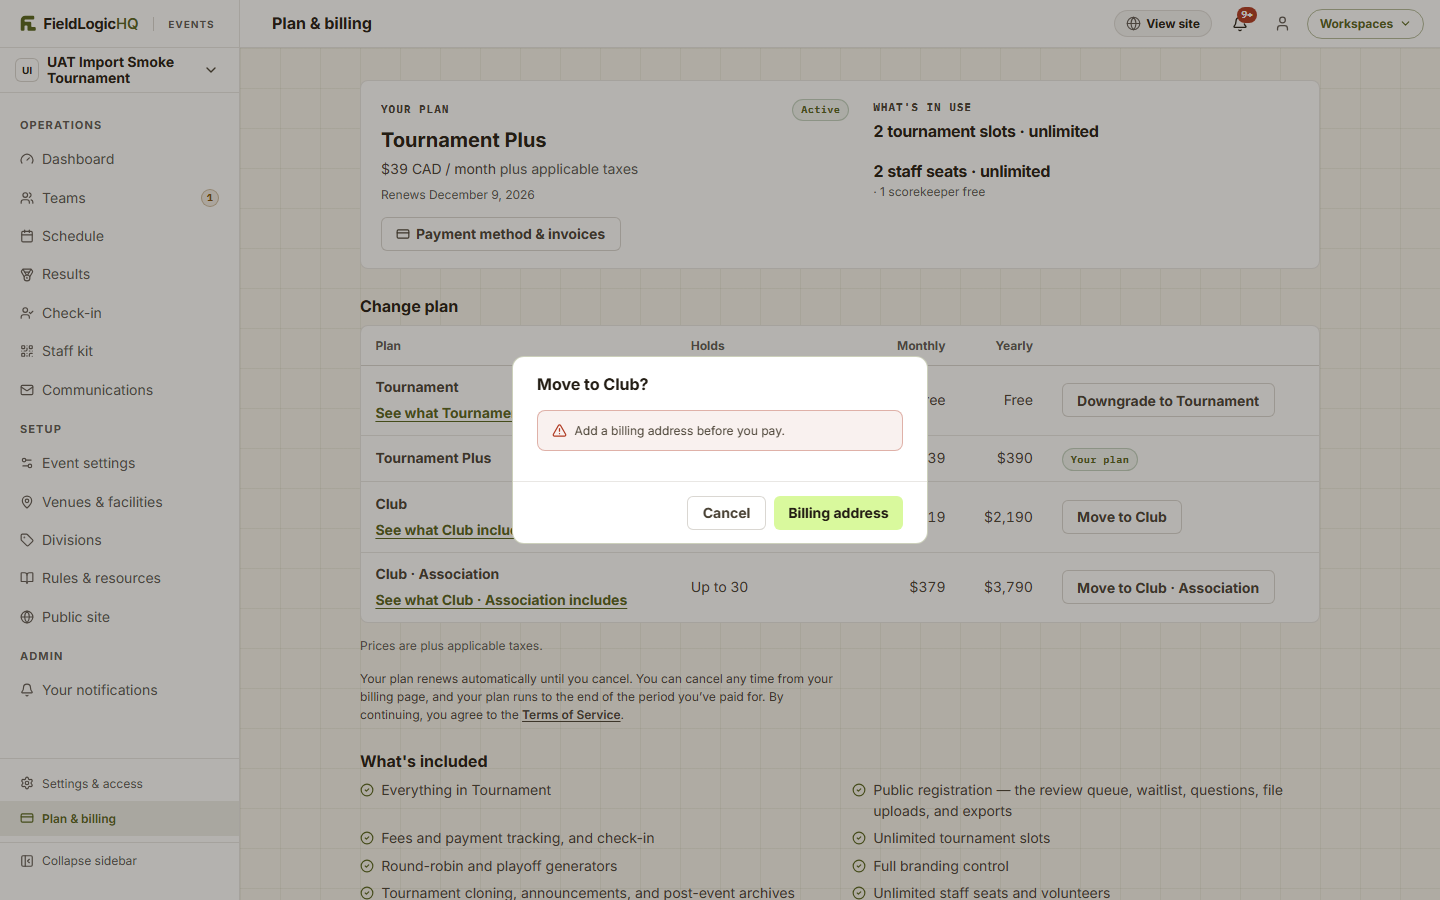 FieldLogicHQ
EVENTS
Plan & billing
View site
9+
Workspaces
UI
UAT Import Smoke
Tournament
OPERATIONS
Dashboard
Teams
1
Schedule
Results
Check-in
Staff kit
Communications
SETUP
Event settings
Venues & facilities
Divisions
Rules & resources
Public site
ADMIN
Your notifications
Settings & access
Plan & billing
Collapse sidebar
YOUR PLAN
Active
Tournament Plus
$39 CAD / month plus applicable taxes
Renews December 9, 2026
Payment method & invoices
WHAT'S IN USE
2 tournament slots · unlimited
2 staff seats · unlimited
· 1 scorekeeper free
Change plan
Plan Holds Monthly Yearly
Tournament
See what Tourname
ree Free Downgrade to Tournament
Tournament Plus 39 $390 Your plan
Club
See what Club inclu
19 $2,190 Move to Club
Club · Association
See what Club · Association includes
Up to 30 $379 $3,790 Move to Club · Association
Move to Club?
Add a billing address before you pay.
Cancel Billing address
Prices are plus applicable taxes.
Your plan renews automatically until you cancel. You can cancel any time from your
billing page, and your plan runs to the end of the period you've paid for. By
continuing, you agree to the Terms of Service.
What's included
Everything in Tournament
Public registration — the review queue, waitlist, questions, file
uploads, and exports
Fees and payment tracking, and check-in
Unlimited tournament slots
Round-robin and playoff generators
Full branding control
Tournament cloning, announcements, and post-event archives
Unlimited staff seats and volunteers